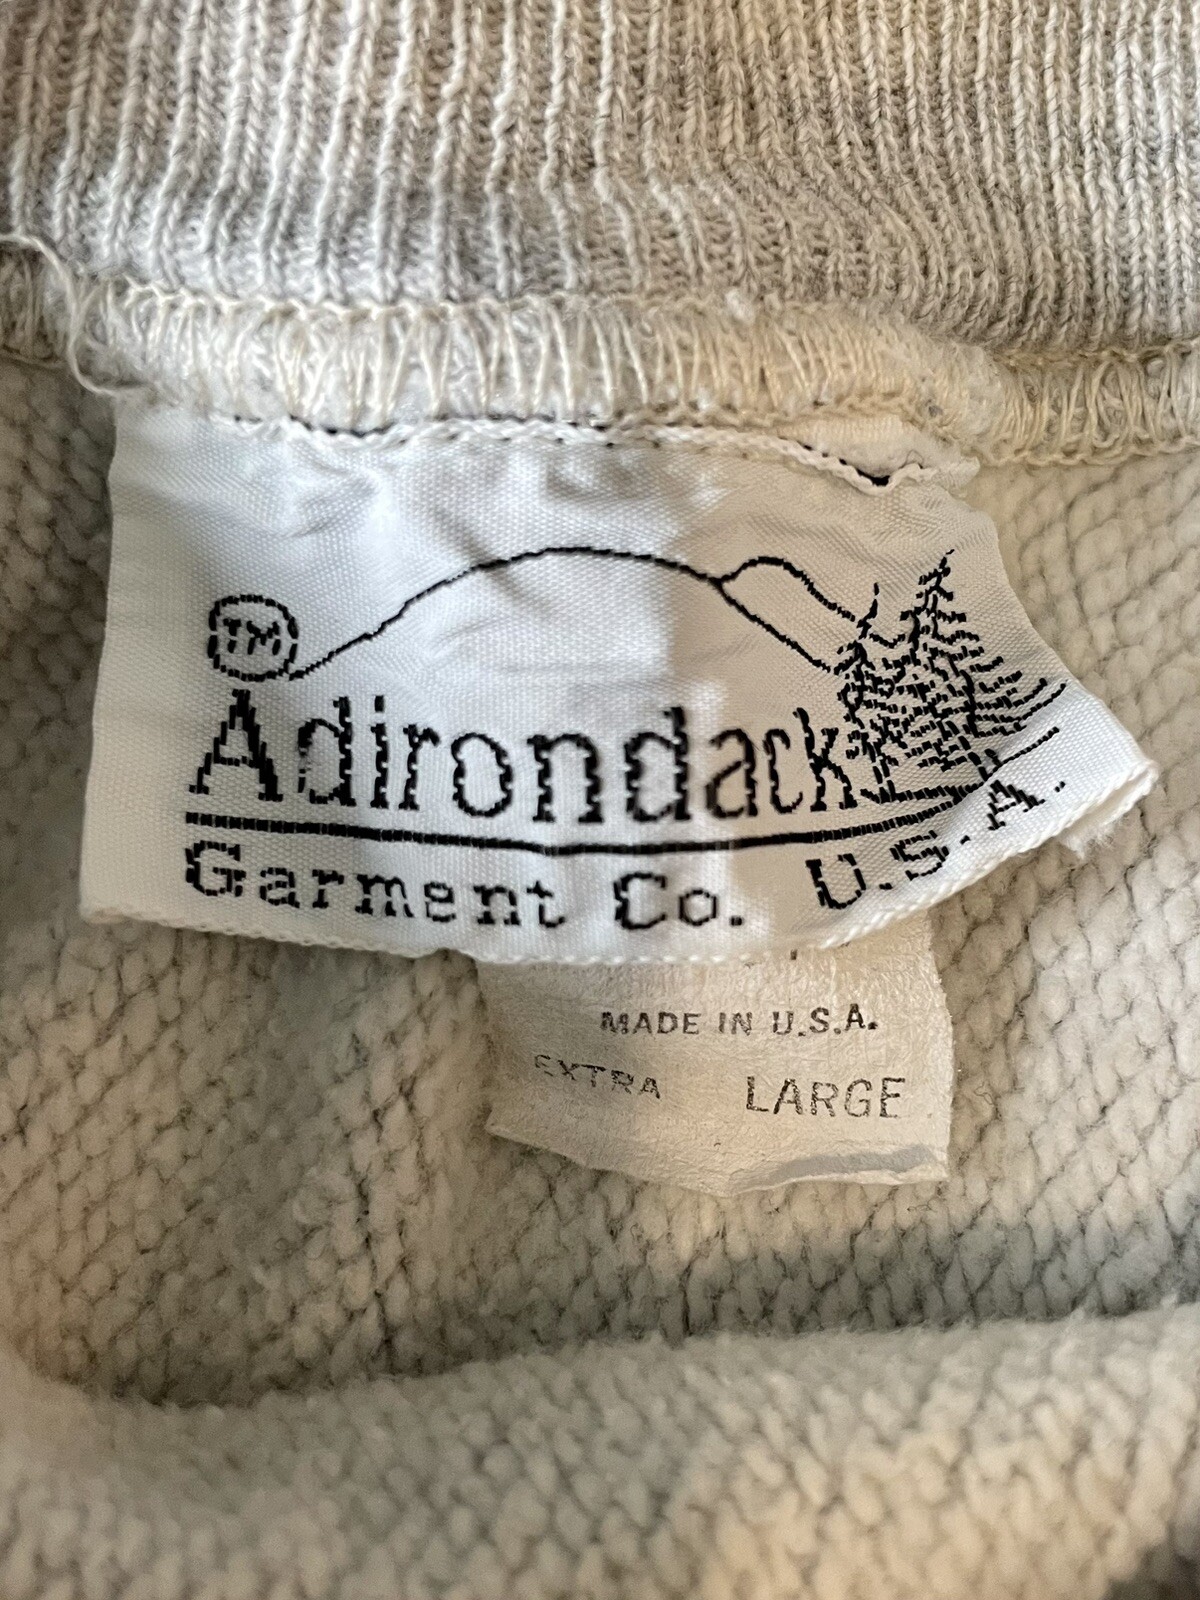 TM
Adirondack
Garment Co. U.S.A.
MADE IN U.S.A.
EXTRA LARGE